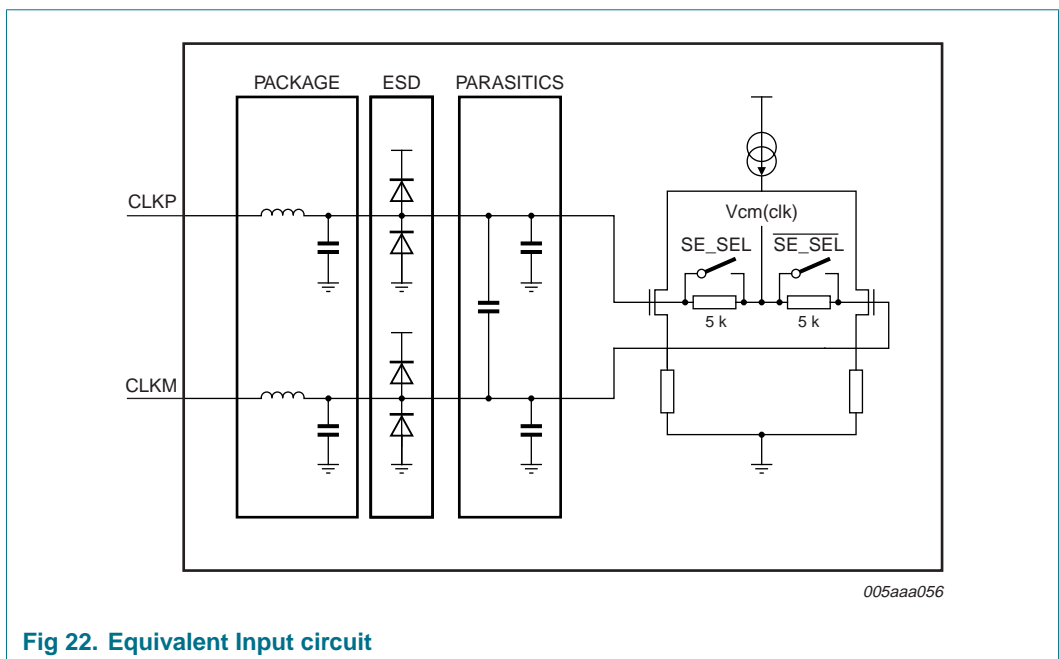 PACKAGE ESD PARASITICS
CLKP
Vcm(clk)
SE_SEL SE_SEL
5 k 5 k
CLKM
005aaa056
Fig 22. Equivalent Input circuit